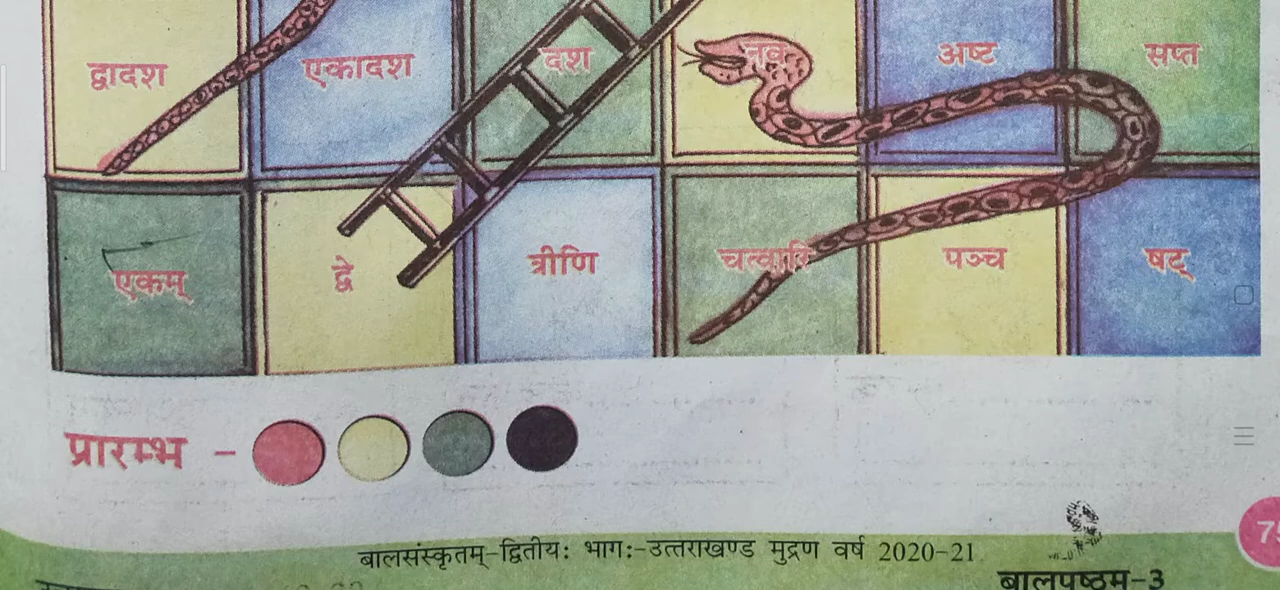 द्वादश एकादश दश नव अष्ट सप्त
एकम् द्वे त्रीणि चत्वारि पञ्च षट्
प्रारम्भ -
बालसंस्कृतम्-द्वितीयः भागः-उत्तराखण्ड मुद्रण वर्ष 2020-21
बालपृष्ठम्-3